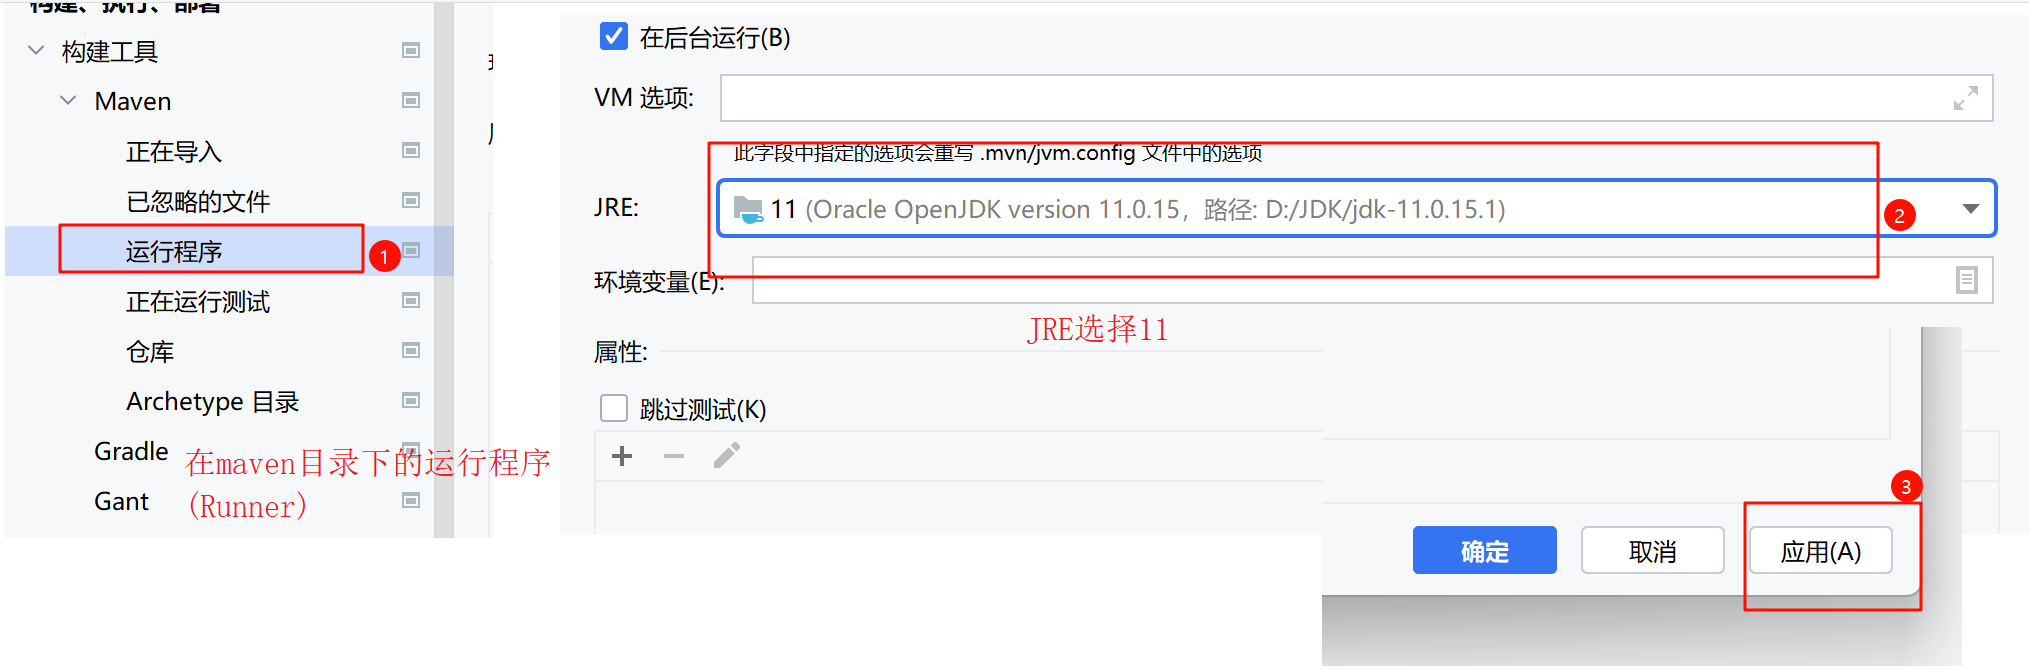 构建、执行、部署
构建工具
Maven
正在导入
已忽略的文件
运行程序
1
正在运行测试
仓库
Archetype 目录
Gradle
Gant
在maven目录下的运行程序
(Runner)
在后台运行(B)
VM 选项:
此字段中指定的选项会重写 .mvn/jvm.config 文件中的选项
JRE:
11 (Oracle OpenJDK version 11.0.15，路径: D:/JDK/jdk-11.0.15.1)
2
环境变量(E):
JRE选择11
属性:
跳过测试(K)
3
确定
取消
应用(A)